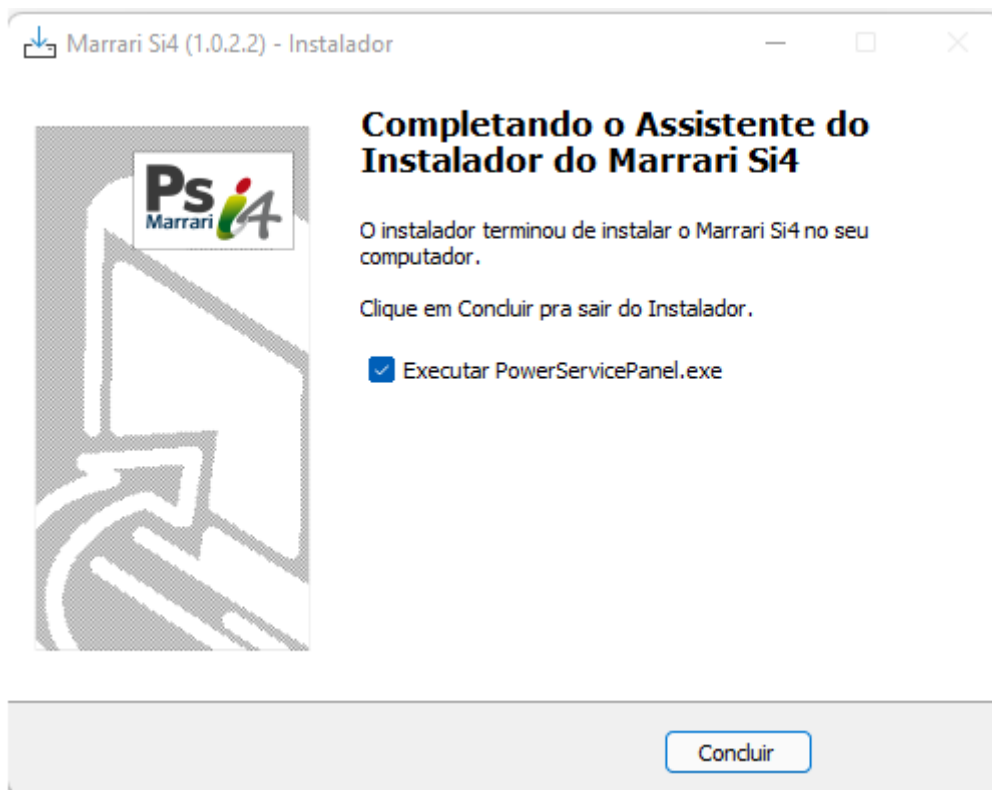 Marrari Si4 (1.0.2.2) - Instalador
Completando o Assistente do
Instalador do Marrari Si4
Ps i4
Marrari
O instalador terminou de instalar o Marrari Si4 no seu
computador.
Clique em Concluir pra sair do Instalador.
Executar PowerServicePanel.exe
Concluir